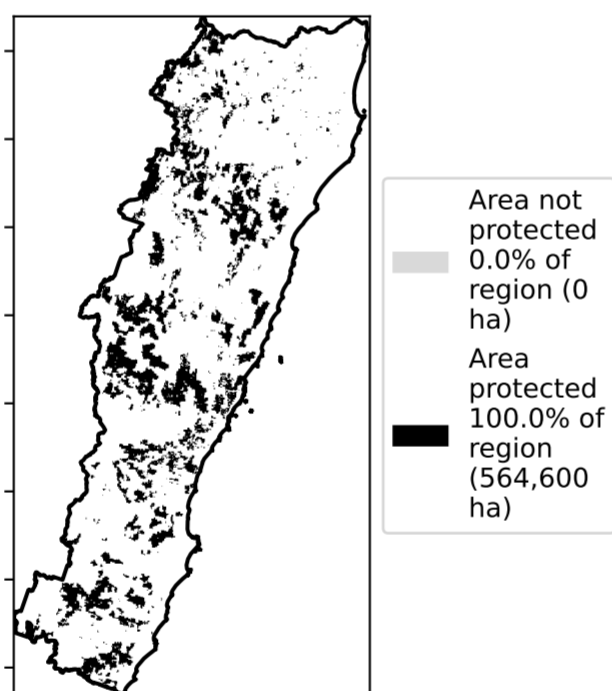 Area not
protected
0.0% of
region (0
ha)
Area
protected
100.0% of
region
(564,600
ha)